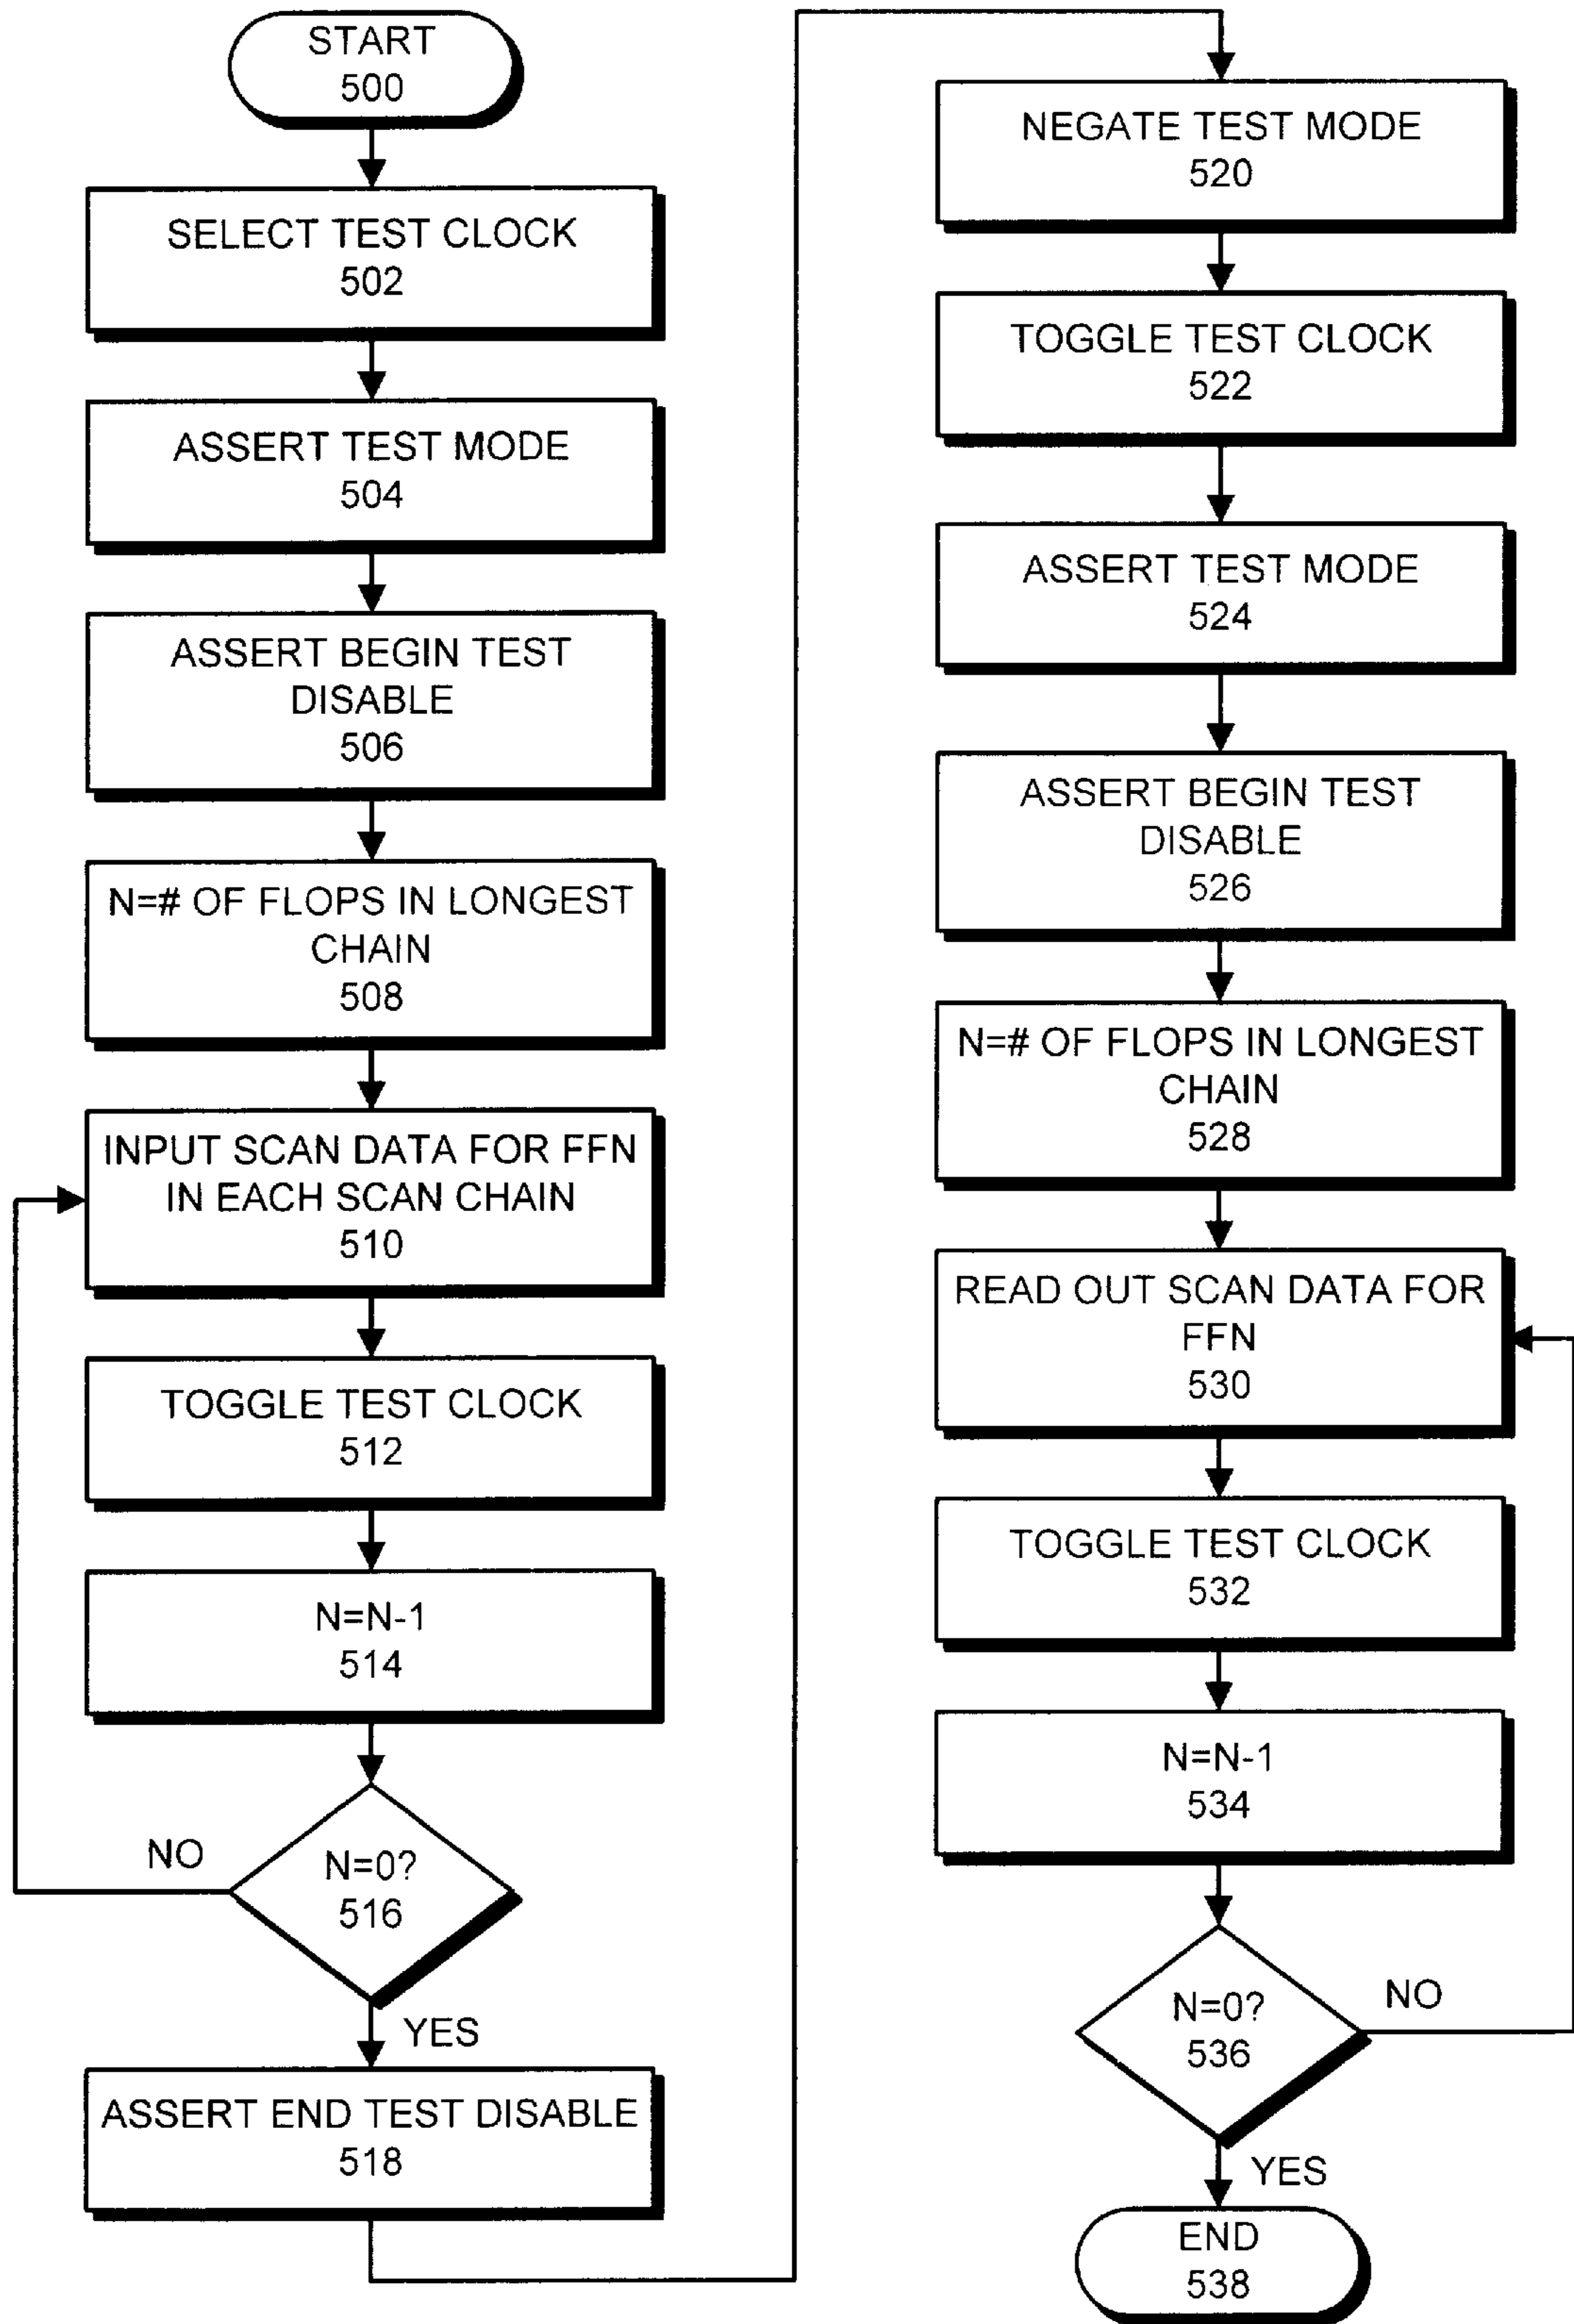 START
500
SELECT TEST CLOCK
502
ASSERT TEST MODE
504
ASSERT BEGIN TEST
DISABLE
506
N=# OF FLOPS IN LONGEST
CHAIN
508
INPUT SCAN DATA FOR FFN
IN EACH SCAN CHAIN
510
TOGGLE TEST CLOCK
512
N=N-1
514
NO
N=0?
516
YES
ASSERT END TEST DISABLE
518
NEGATE TEST MODE
520
TOGGLE TEST CLOCK
522
ASSERT TEST MODE
524
ASSERT BEGIN TEST
DISABLE
526
N=# OF FLOPS IN LONGEST
CHAIN
528
READ OUT SCAN DATA FOR
FFN
530
TOGGLE TEST CLOCK
532
N=N-1
534
N=0?
536
NO
YES
END
538